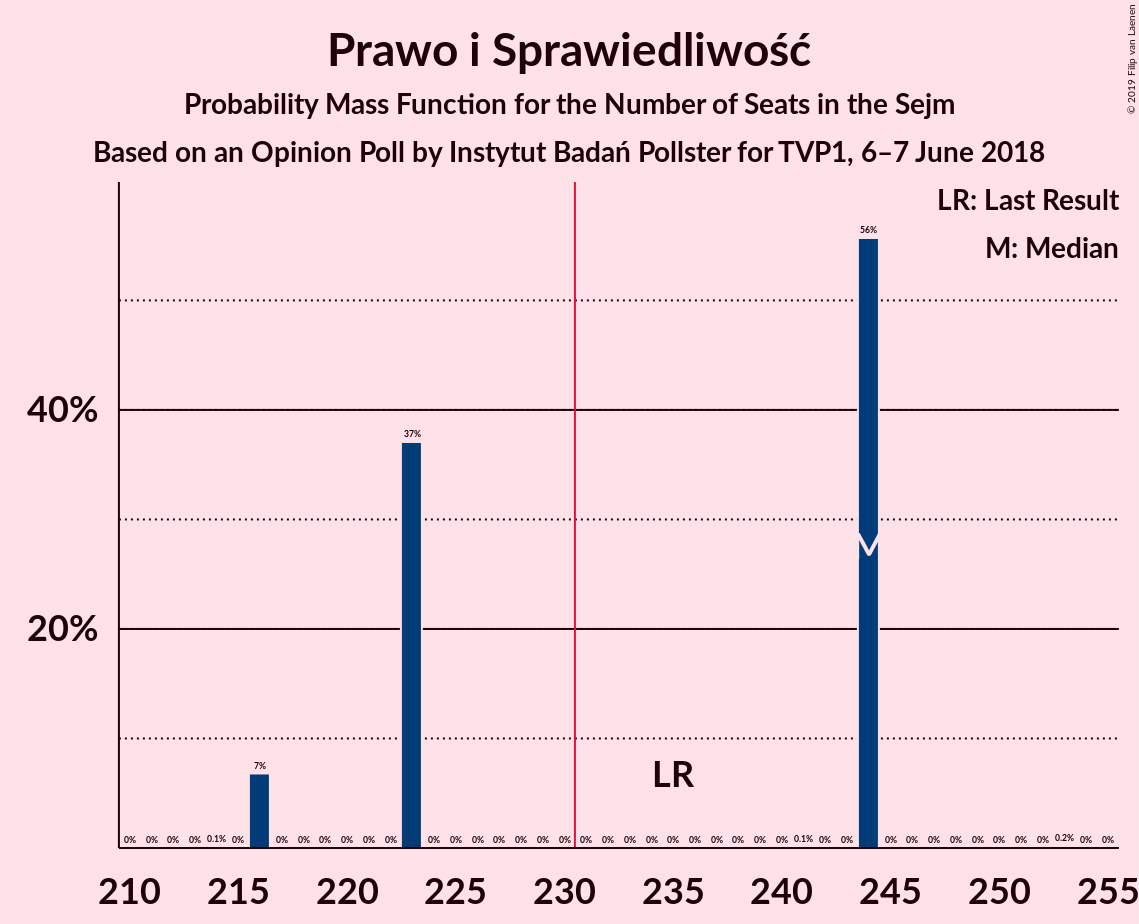 Prawo i Sprawiedliwość
Probability Mass Function for the Number of Seats in the Sejm
Based on an Opinion Poll by Instytut Badań Pollster for TVP1, 6–7 June 2018
© 2019 Filip van Laenen
LR: Last Result
M: Median
56%
40%
37%
M
20%
7%
LR
0% 0% 0% 0% 0.1% 0% 0% 0% 0% 0% 0% 0% 0% 0% 0% 0% 0% 0% 0% 0% 0% 0% 0% 0% 0% 0% 0% 0% 0% 0.1% 0% 0% 0% 0% 0% 0% 0% 0% 0% 0% 0.2% 0% 0%
210 215 220 225 230 235 240 245 250 255